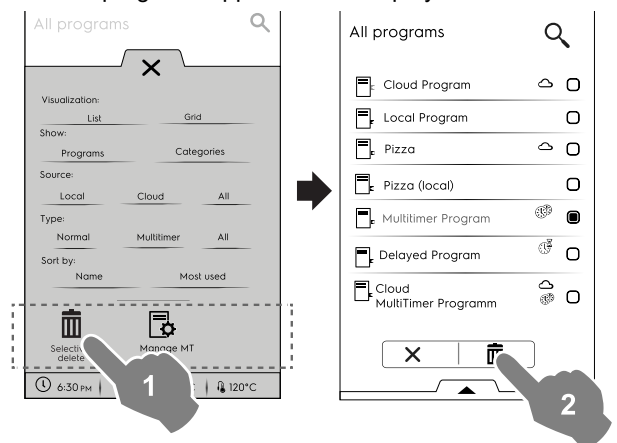 All programs
Visualization:
List Grid
Show:
Programs Categories
Source:
Local Cloud All
Type:
Normal Multitimer All
Sort by:
Name Most used
delete
Manage MT
6:30 PM 120°C
1
All programs
Cloud Program
Local Program
Pizza
Pizza (local)
Multitimer Program
Delayed Program
Cloud
MultiTimer Programm
2